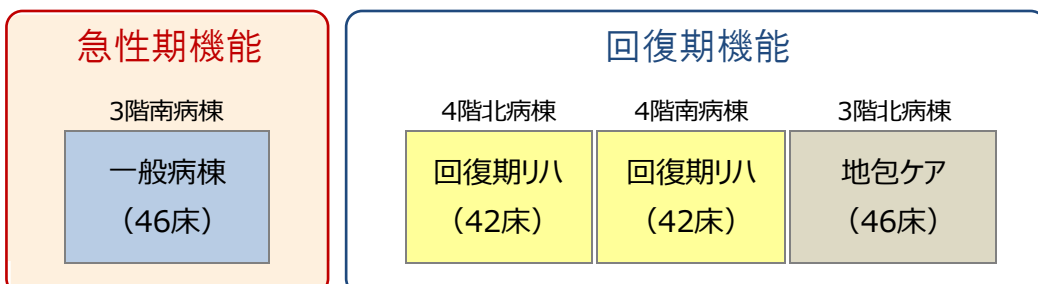 急性期機能
3階南病棟
一般病棟
（46床）
回復期機能
4階北病棟
回復期リハ
（42床）
4階南病棟
回復期リハ
（42床）
3階北病棟
地包ケア
（46床）